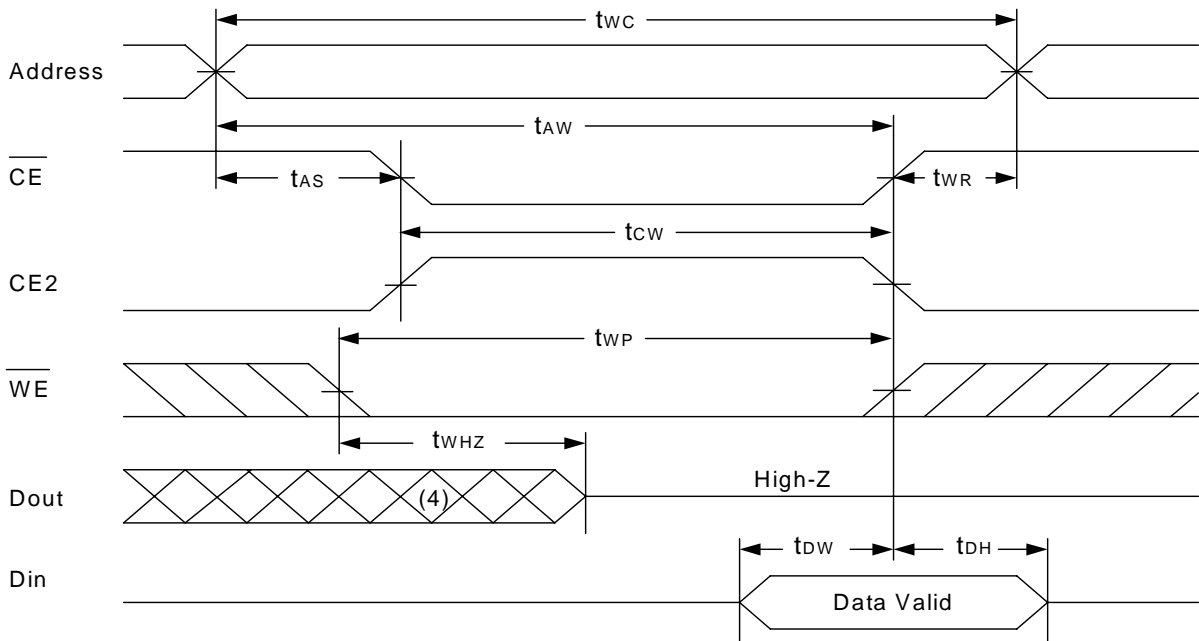 tWC
Address
tAW
CE
tAS
tWR
tCW
CE2
tWP
WE
tWHZ
Dout
(4)
High-Z
tDW
tDH
Din
Data Valid